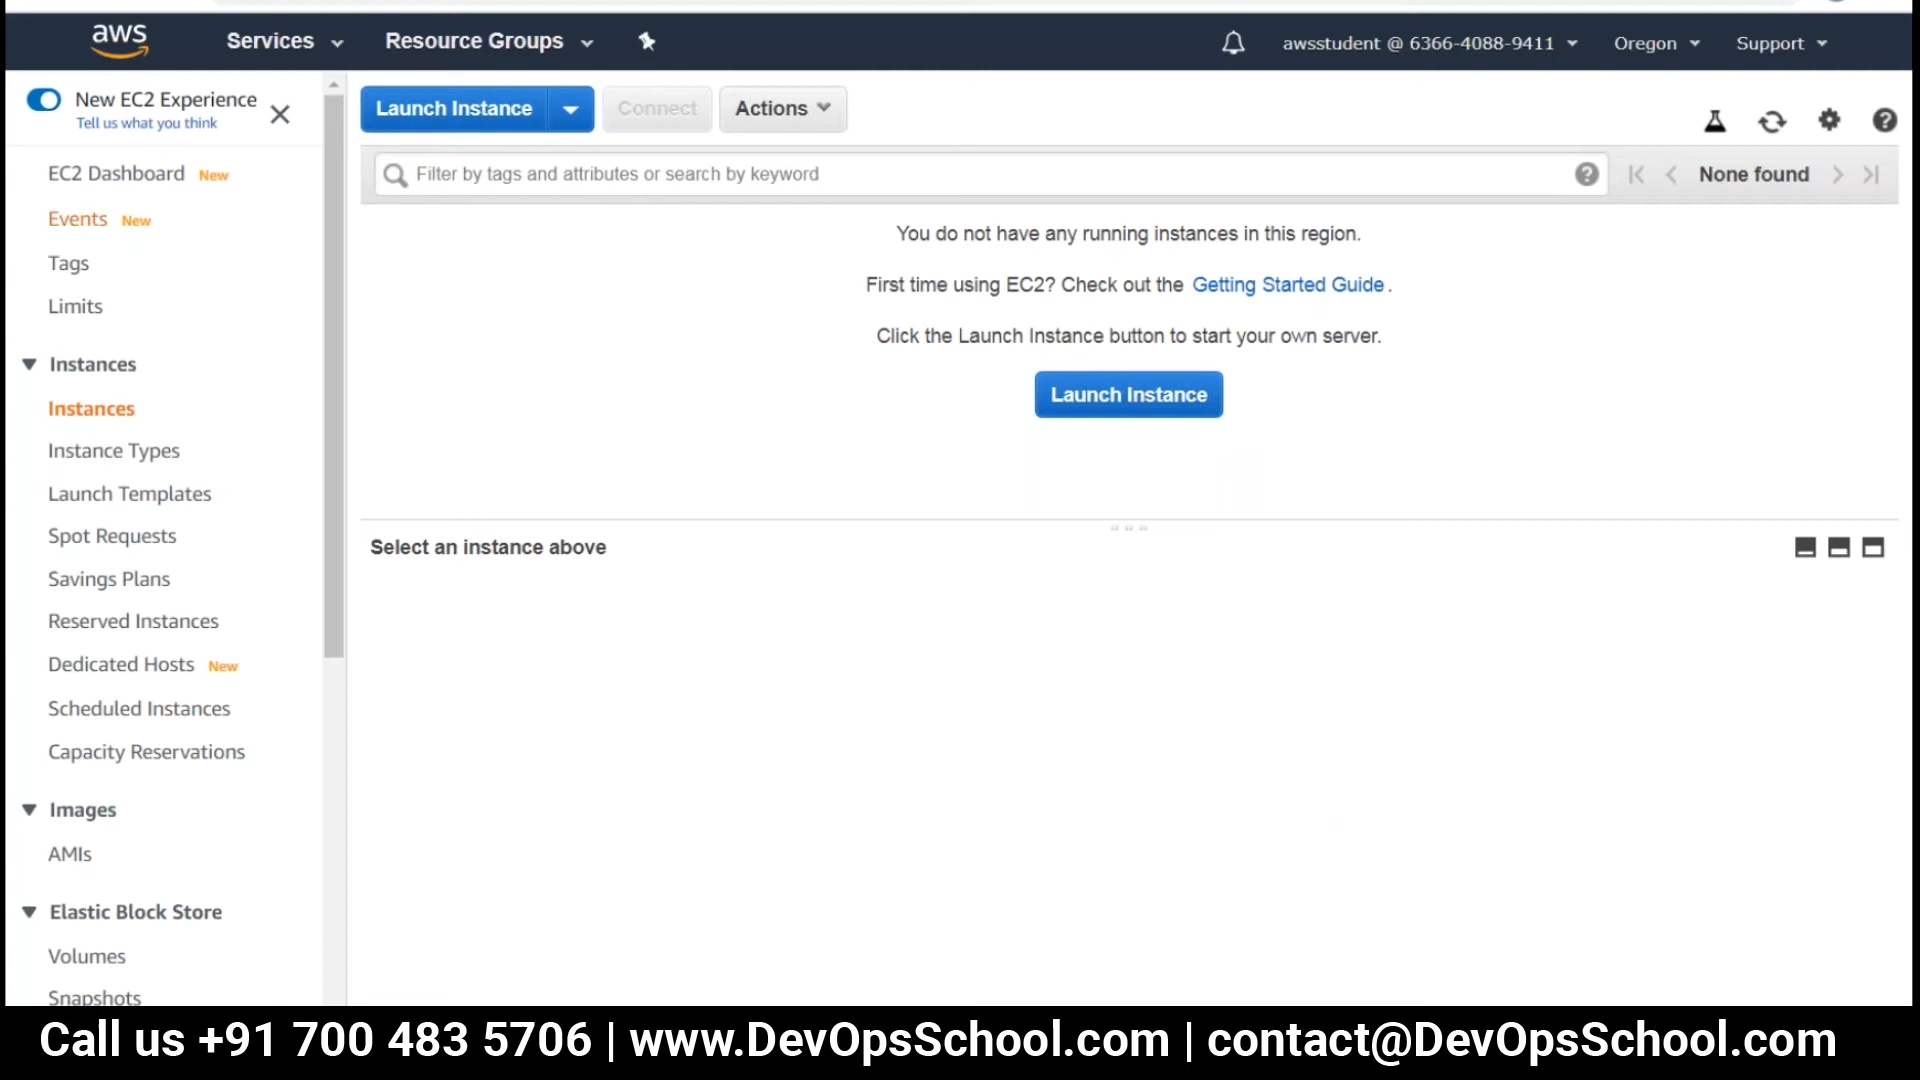 aws Services Resource Groups awsstudent @ 6366-4088-9411 Oregon Support
New EC2 Experience
Tell us what you think
Launch Instance Connect Actions
Filter by tags and attributes or search by keyword None found
EC2 Dashboard New
Events New
Tags
Limits
Instances
Instances
Instance Types
Launch Templates
Spot Requests
Savings Plans
Reserved Instances
Dedicated Hosts New
Scheduled Instances
Capacity Reservations
Images
AMIs
Elastic Block Store
Volumes
Snapshots
You do not have any running instances in this region.
First time using EC2? Check out the Getting Started Guide.
Click the Launch Instance button to start your own server.
Launch Instance
Select an instance above
Call us +91 700 483 5706 | www.DevOpsSchool.com | contact@DevOpsSchool.com